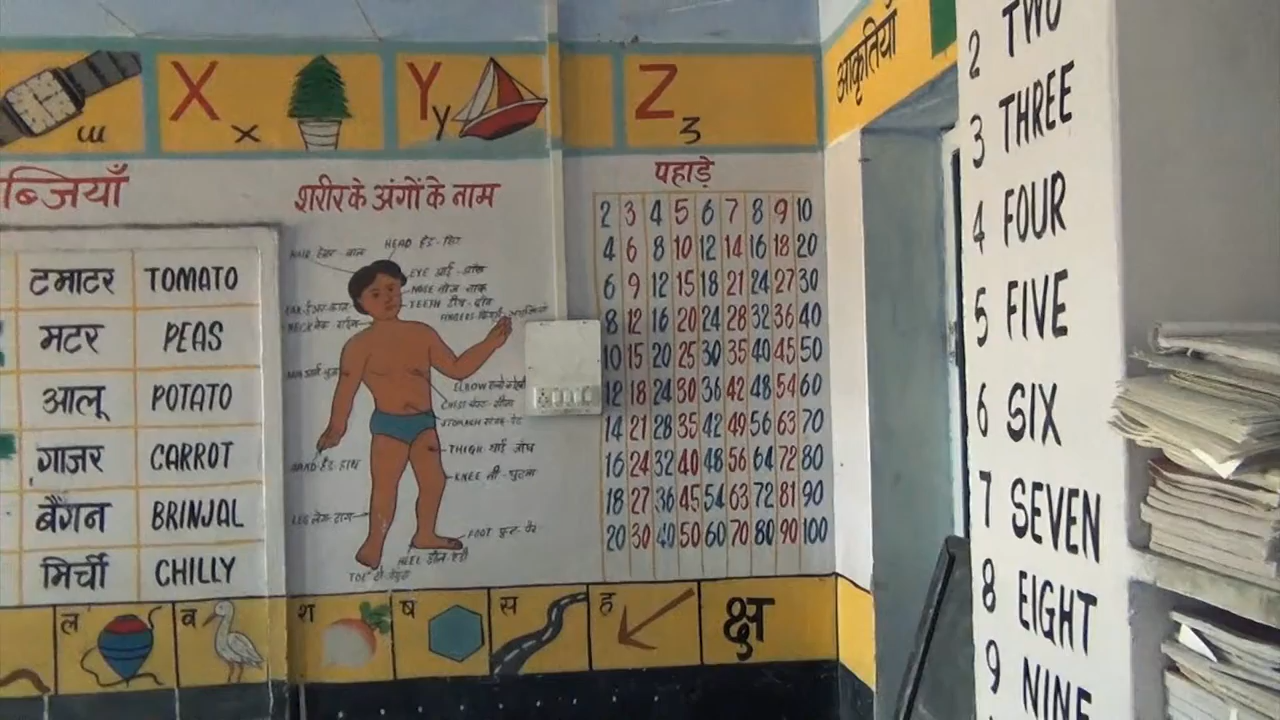 X x
Y y
Z z
आकृतियाँ
ब्जियाँ
टमाटर TOMATO
मटर PEAS
आलू POTATO
गाजर CARROT
बैंगन BRINJAL
मिर्ची CHILLY
शरीर के अंगों के नाम
HEAD हैड - सिर
EYE आई - आँख
NOSE नोज - नाक
TEETH टीथ - दाँत
ELBOW
CHEST
STOMACH
THIGH थाई जाँघ
KNEE नी - घुटना
HAND हैंड - हाथ
LEG लेग - टांग
FOOT फुट - पैर
HEEL
TOE
पहाड़े
2 3 4 5 6 7 8 9 10
4 6 8 10 12 14 16 18 20
6 9 12 15 18 21 24 27 30
8 12 16 20 24 28 32 36 40
10 15 20 25 30 35 40 45 50
12 18 24 30 36 42 48 54 60
14 21 28 35 42 49 56 63 70
16 24 32 40 48 56 64 72 80
18 27 36 45 54 63 72 81 90
20 30 40 50 60 70 80 90 100
ल व श ष स ह क्ष
2 TWO
3 THREE
4 FOUR
5 FIVE
6 SIX
7 SEVEN
8 EIGHT
9 NINE